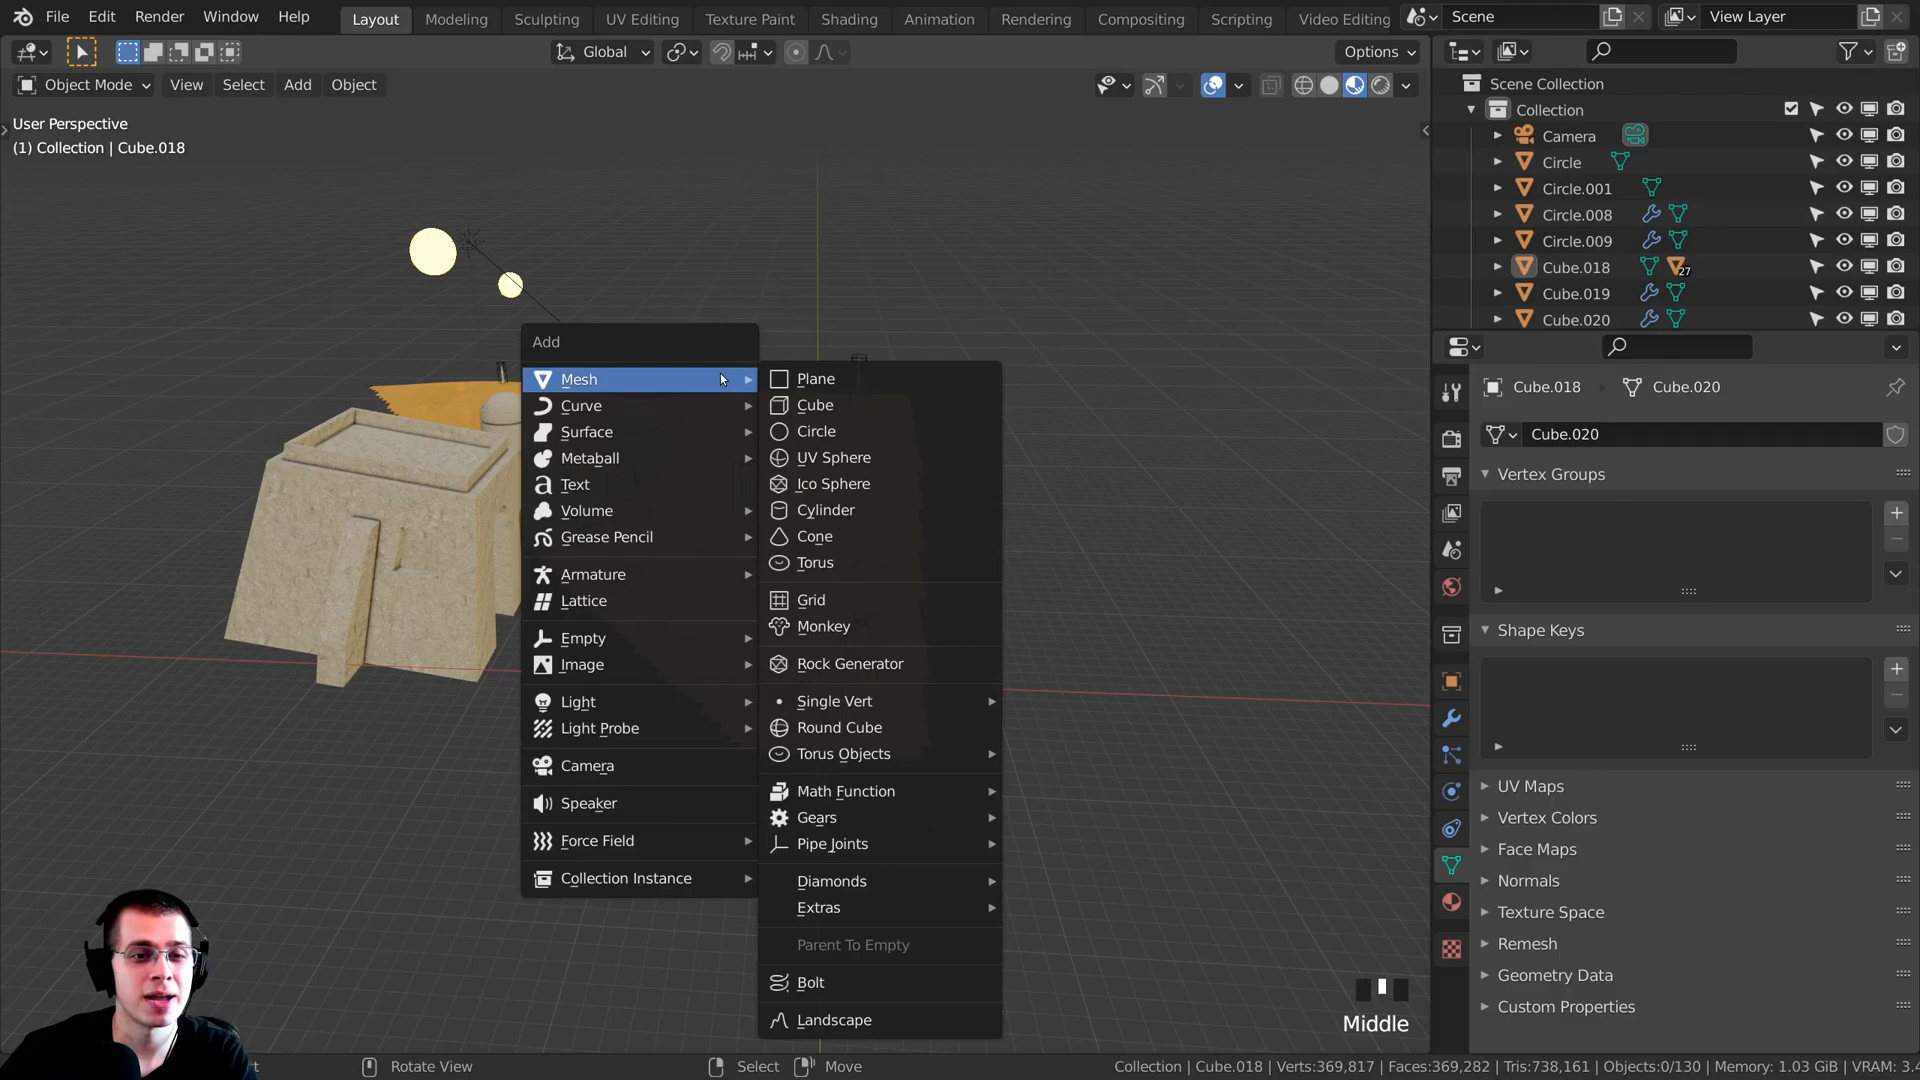 File Edit Render Window Help Layout Modeling Sculpting UV Editing Texture Paint Shading Animation Rendering Compositing Scripting Video Editing Scene View Layer
Global Options
Object Mode View Select Add Object
User Perspective
(1) Collection | Cube.018
Scene Collection
Collection
Camera
Circle
Circle.001
Circle.008
Circle.009
Cube.018 27
Cube.019
Cube.020
Cube.018 Cube.020
Cube.020
Vertex Groups
Shape Keys
UV Maps
Vertex Colors
Face Maps
Normals
Texture Space
Remesh
Geometry Data
Custom Properties
Add
Mesh
Curve
Surface
Metaball
Text
Volume
Grease Pencil
Armature
Lattice
Empty
Image
Light
Light Probe
Camera
Speaker
Force Field
Collection Instance
Plane
Cube
Circle
UV Sphere
Ico Sphere
Cylinder
Cone
Torus
Grid
Monkey
Rock Generator
Single Vert
Round Cube
Torus Objects
Math Function
Gears
Pipe Joints
Diamonds
Extras
Parent To Empty
Bolt
Landscape
Middle
Rotate View Select Move Collection | Cube.018 | Verts:369,817 | Faces:369,282 | Tris:738,161 | Objects:0/130 | Memory: 1.03 GiB | VRAM: